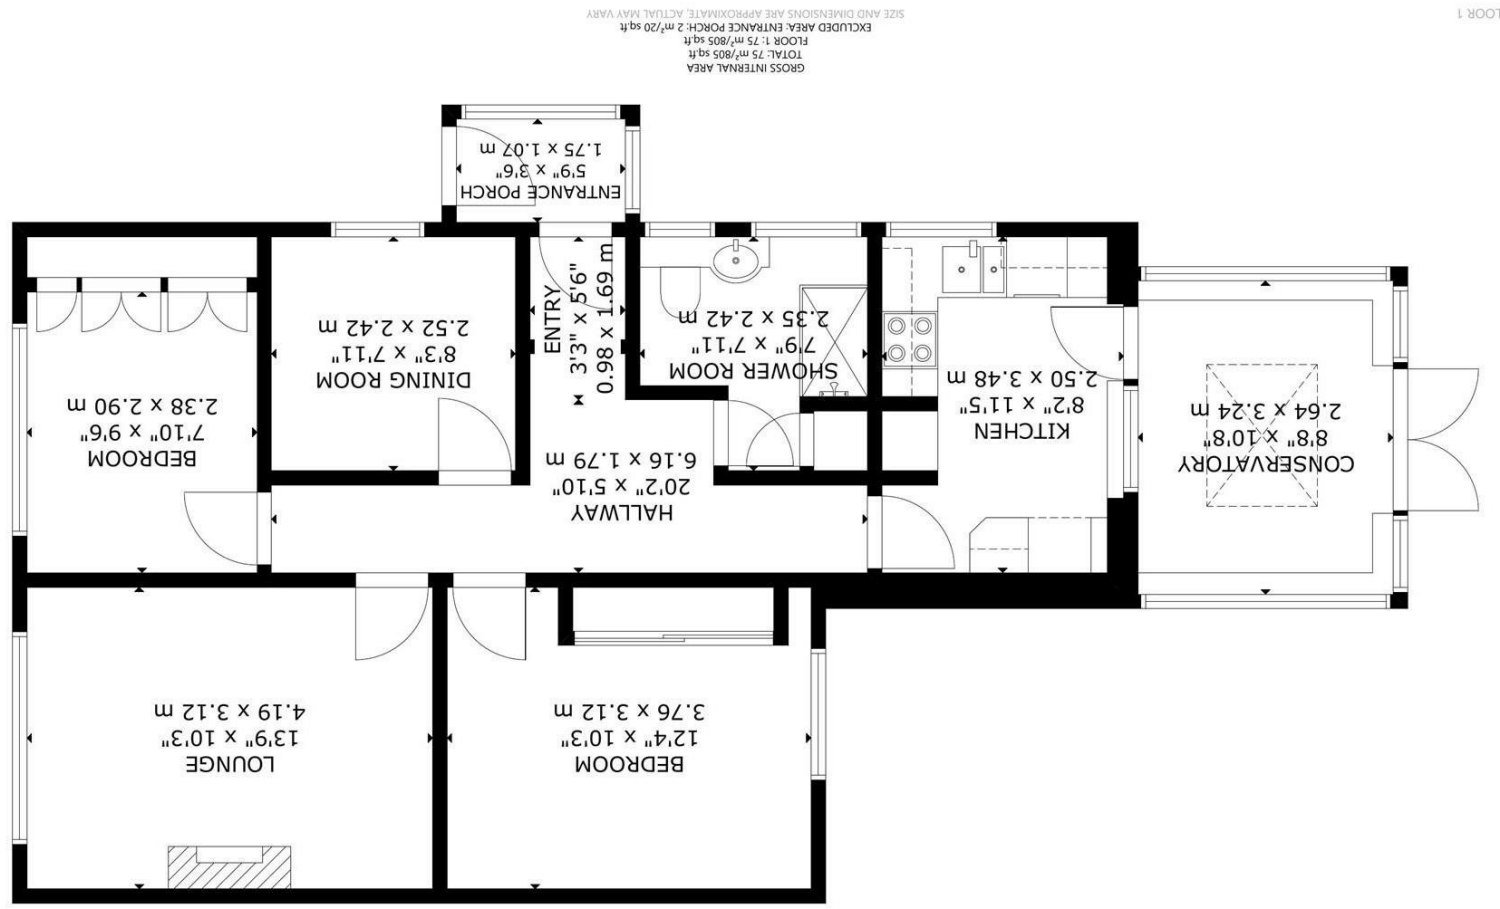 BEDROOM
12'4" x 10'3"
3.76 x 3.12 m
LOUNGE
13'9" x 10'3"
4.19 x 3.12 m
HALLWAY
20'2" x 5'10"
6.16 x 1.79 m
CONSERVATORY
8'8" x 10'8"
2.64 x 3.24 m
KITCHEN
8'2" x 11'5"
2.50 x 3.48 m
BEDROOM
7'10" x 9'6"
2.38 x 2.90 m
SHOWER ROOM
7'9" x 7'11"
2.35 x 2.42 m
ENTRY
3'3" x 5'6"
0.98 x 1.69 m
DINING ROOM
8'3" x 7'11"
2.52 x 2.42 m
ENTRANCE PORCH
5'9" x 3'6"
1.75 x 1.07 m
GROSS INTERNAL AREA
TOTAL: 75 m²/805 sq.ft
FLOOR 1: 75 m²/805 sq.ft
EXCLUDED AREA: ENTRANCE PORCH: 2 m²/20 sq.ft
SIZE AND DIMENSIONS ARE APPROXIMATE, ACTUAL MAY VARY
LOOR 1